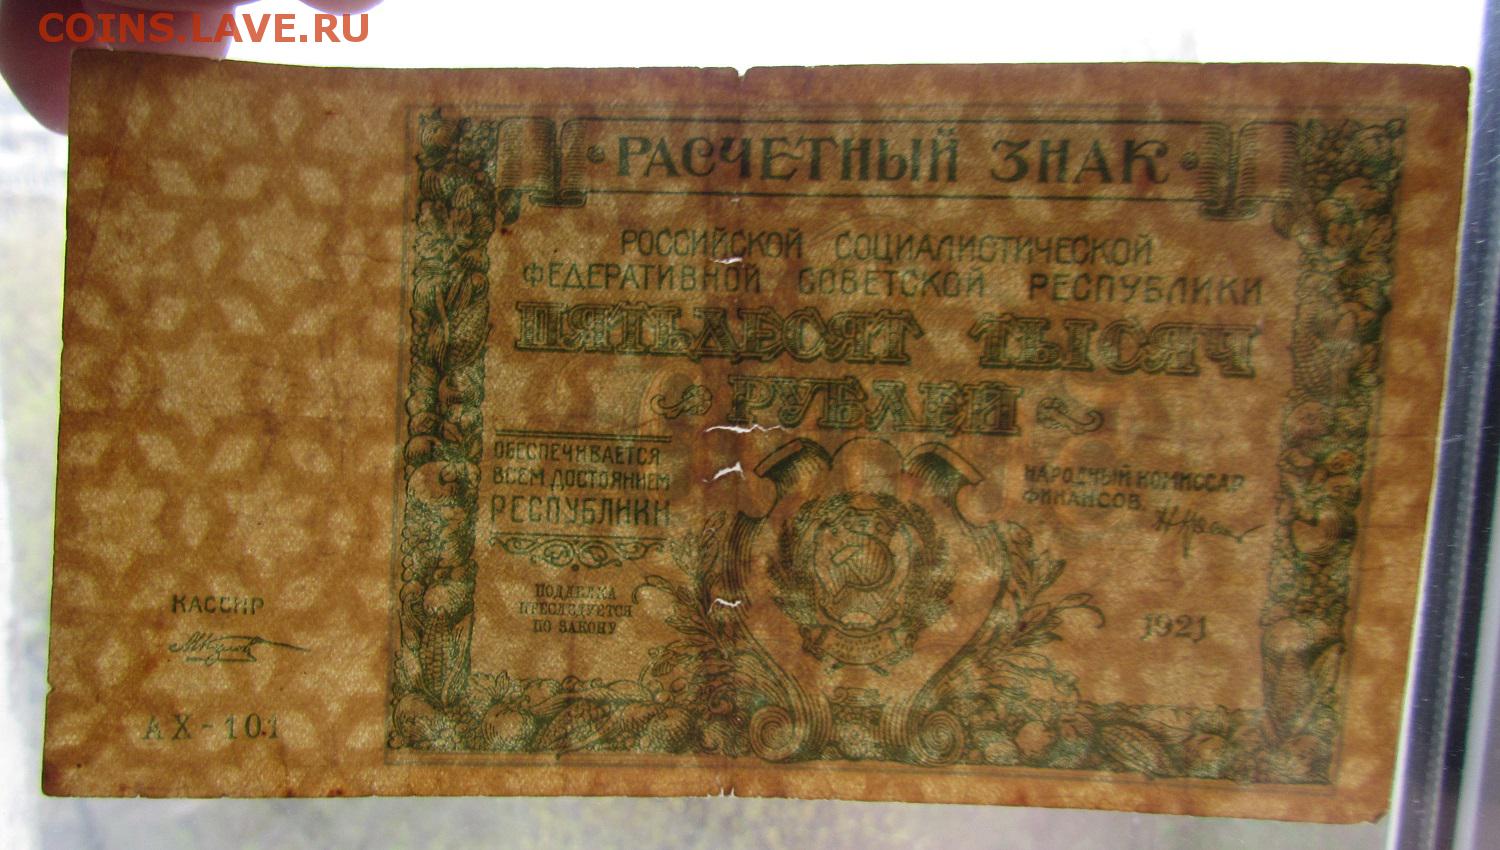 COINS.LAVE.RU
РАСЧЕТНЫЙ ЗНАК
РОССИЙСКОЙ СОЦИАЛИСТИЧЕСКОЙ
ФЕДЕРАТИВНОЙ СОВЕТСКОЙ РЕСПУБЛИКИ
ПЯТЬДЕСЯТ ТЫСЯЧ
РУБЛЕЙ
ОБЕСПЕЧИВАЕТСЯ
ВСЕМ ДОСТОЯНИЕМ
РЕСПУБЛИКИ
ПОДДЕЛКА
ПРЕСЛЕДУЕТСЯ
ПО ЗАКОНУ
НАРОДНЫЙ КОМИССАР
ФИНАНСОВ.
1921
КАССИР
АХ-101